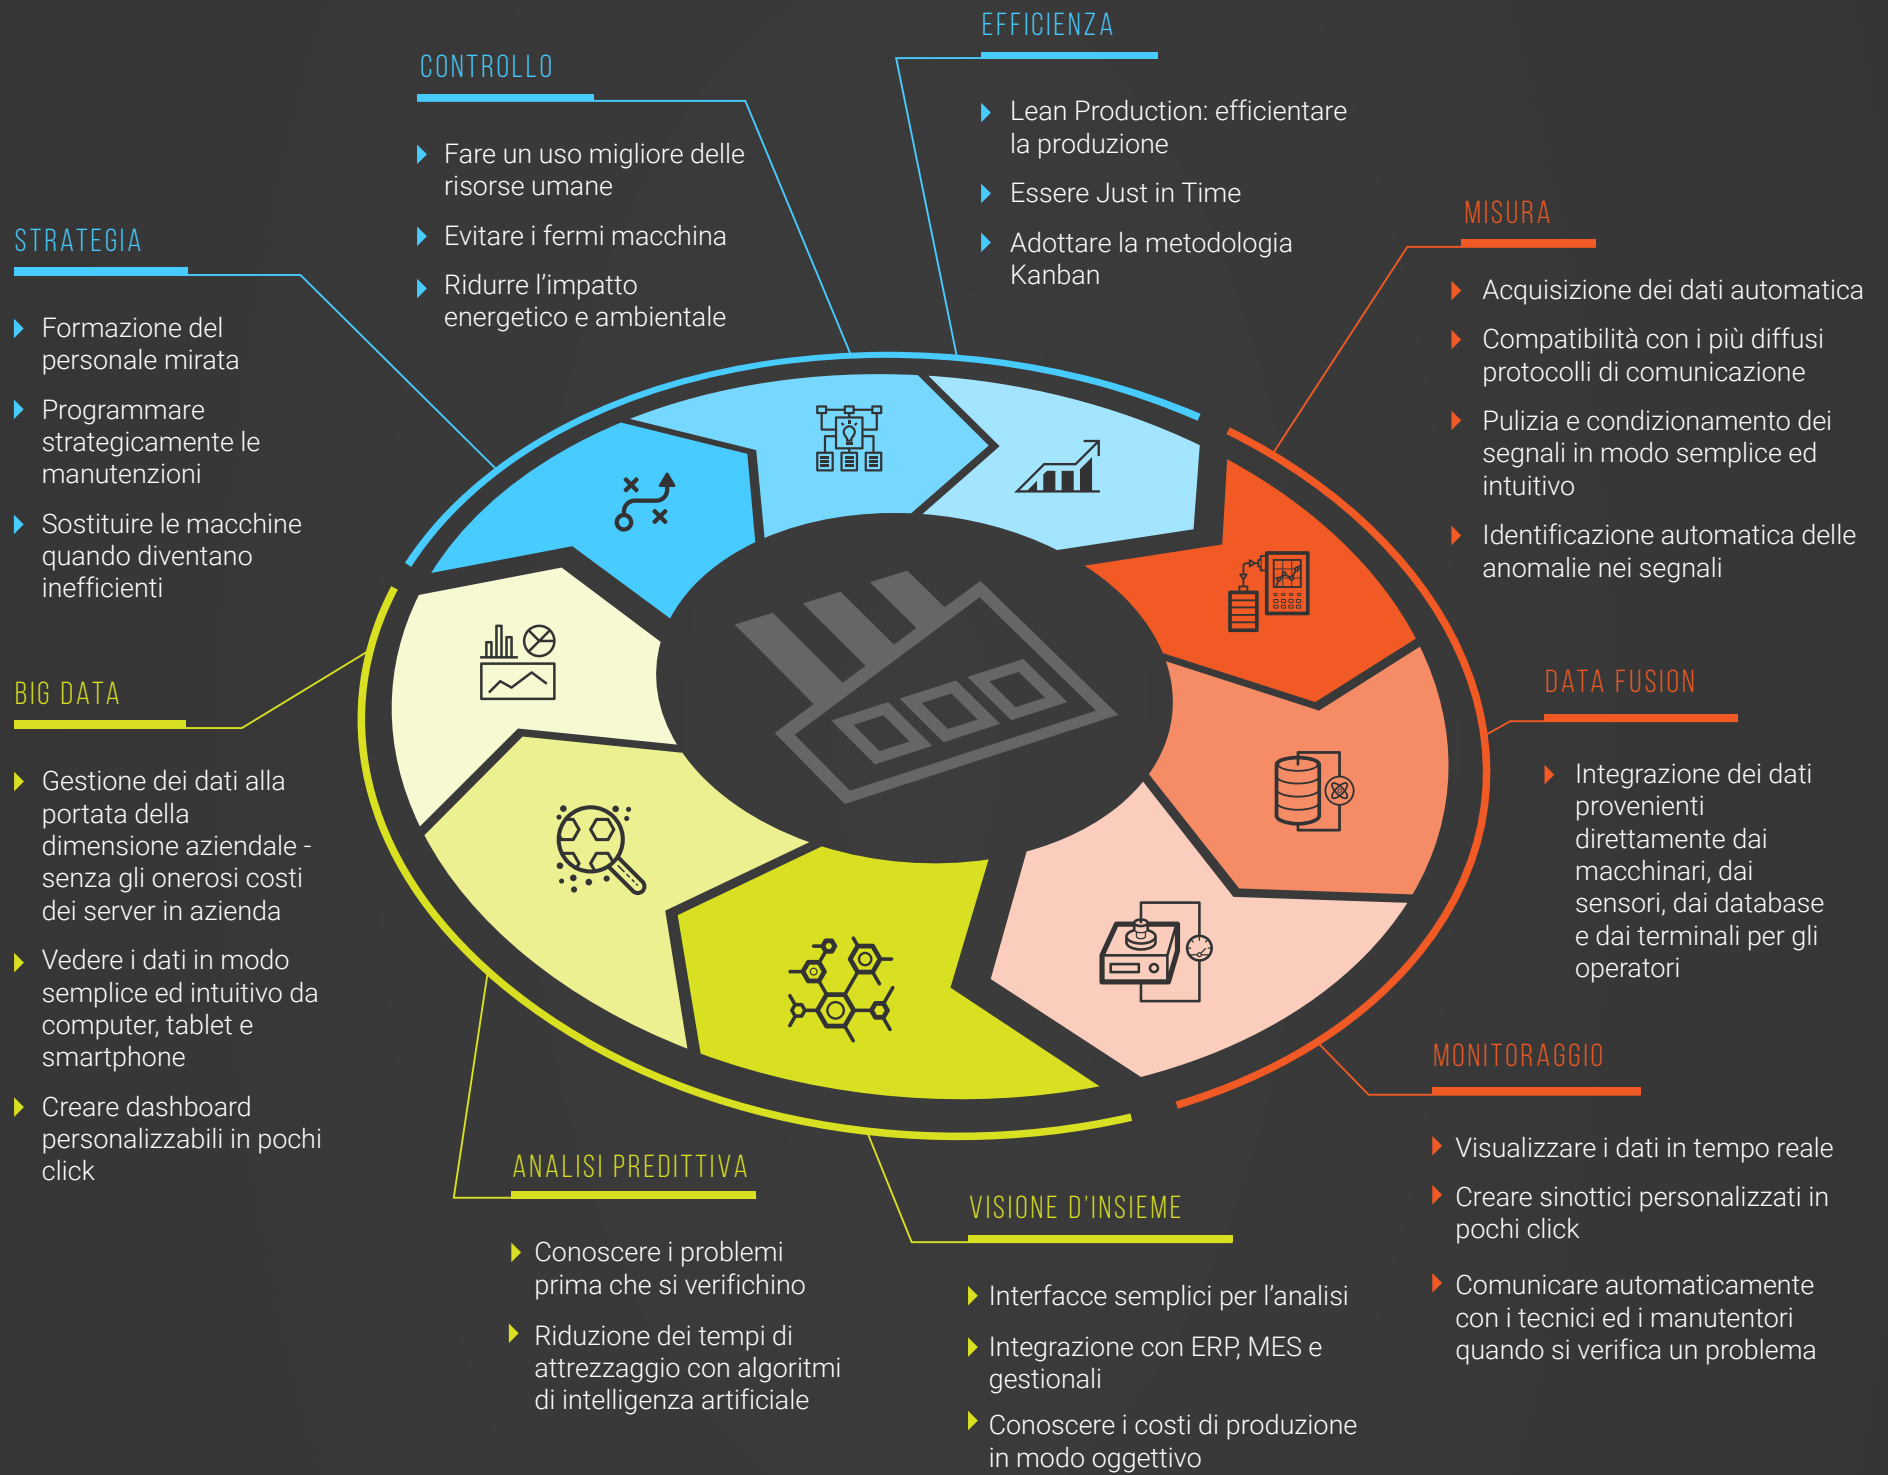 EFFICIENZA
Lean Production: efficientare
la produzione
Essere Just in Time
Adottare la metodologia
Kanban
CONTROLLO
Fare un uso migliore delle
risorse umane
Evitare i fermi macchina
Ridurre l'impatto
energetico e ambientale
STRATEGIA
Formazione del
personale mirata
Programmare
strategicamente le
manutenzioni
Sostituire le macchine
quando diventano
inefficienti
MISURA
Acquisizione dei dati automatica
Compatibilità con i più diffusi
protocolli di comunicazione
Pulizia e condizionamento dei
segnali in modo semplice ed
intuitivo
Identificazione automatica delle
anomalie nei segnali
DATA FUSION
Integrazione dei dati
provenienti
direttamente dai
macchinari, dai
sensori, dai database
e dai terminali per gli
operatori
BIG DATA
Gestione dei dati alla
portata della
dimensione aziendale -
senza gli onerosi costi
dei server in azienda
Vedere i dati in modo
semplice ed intuitivo da
computer, tablet e
smartphone
Creare dashboard
personalizzabili in pochi
click
MONITORAGGIO
Visualizzare i dati in tempo reale
Creare sinottici personalizzati in
pochi click
Comunicare automaticamente
con i tecnici ed i manutentori
quando si verifica un problema
ANALISI PREDITTIVA
Conoscere i problemi
prima che si verifichino
Riduzione dei tempi di
attrezzaggio con algoritmi
di intelligenza artificiale
VISIONE D'INSIEME
Interfacce semplici per l'analisi
Integrazione con ERP, MES e
gestionali
Conoscere i costi di produzione
in modo oggettivo